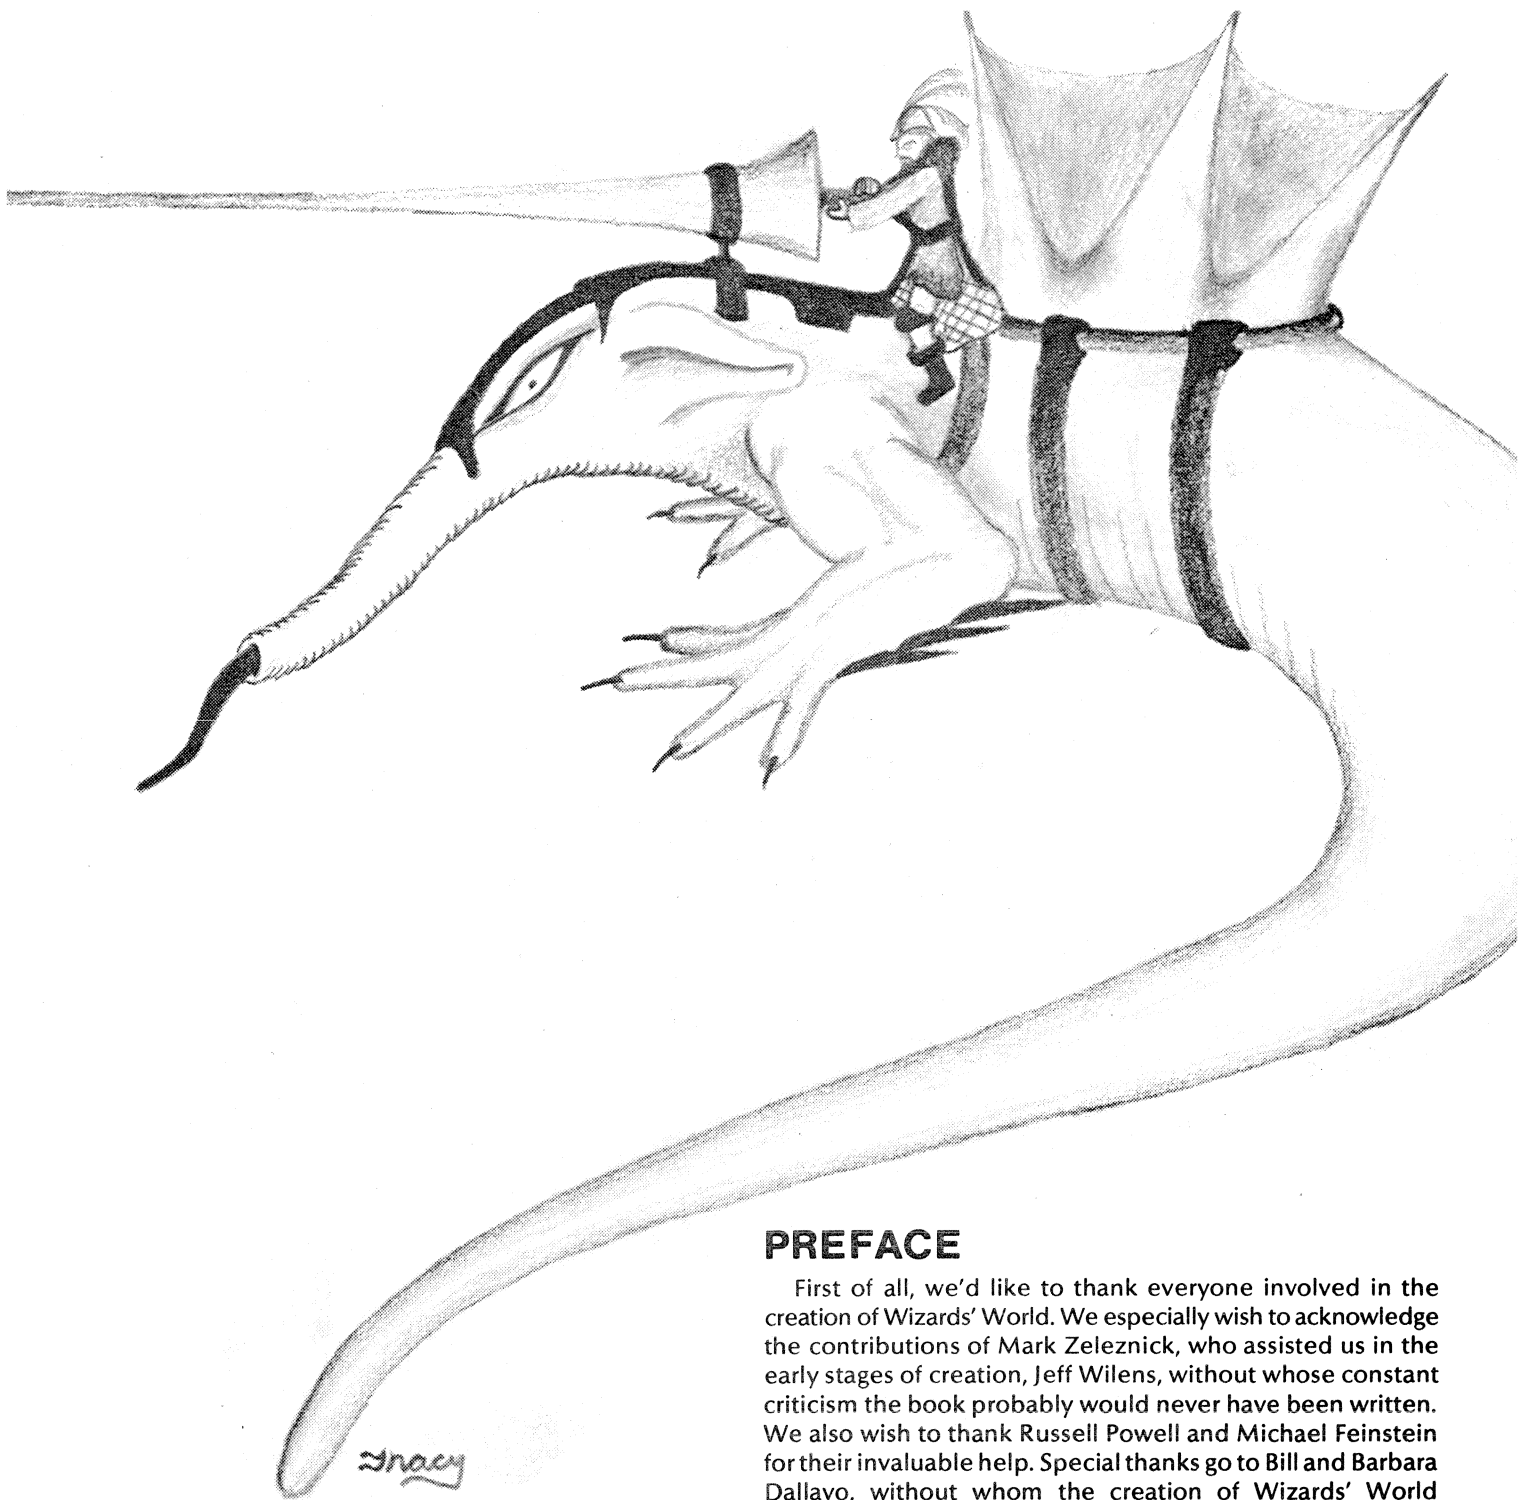 PREFACE
First of all, we'd like to thank everyone involved in the
creation of Wizards' World. We especially wish to acknowledge
the contributions of Mark Zeleznick, who assisted us in the
early stages of creation, Jeff Wilens, without whose constant
criticism the book probably would never have been written.
We also wish to thank Russell Powell and Michael Feinstein
for their invaluable help. Special thanks go to Bill and Barbara
Dallavo, without whom the creation of Wizards' World
Tracy